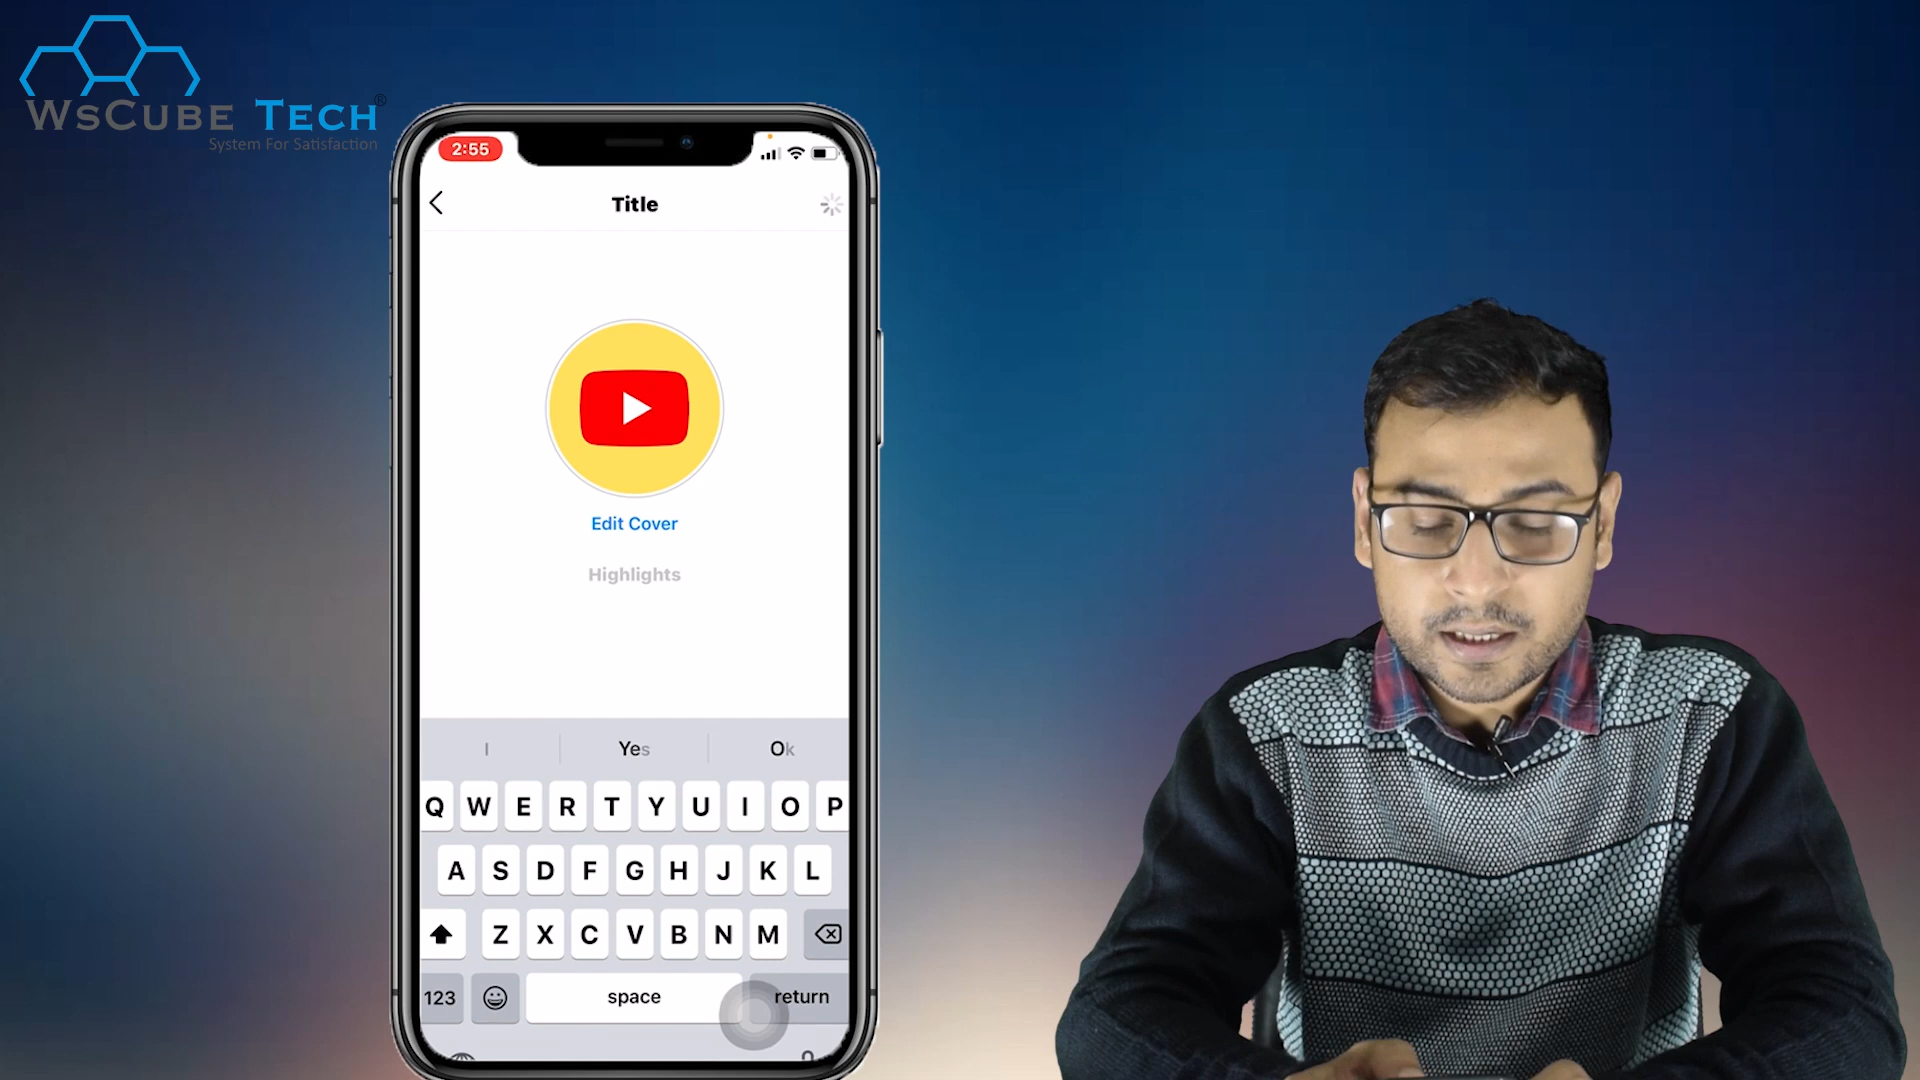 WsCube Tech®
System For Satisfaction
2:55
Title
Edit Cover
Highlights
I Yes Ok
Q W E R T Y U I O P
A S D F G H J K L
Z X C V B N M
123 space return